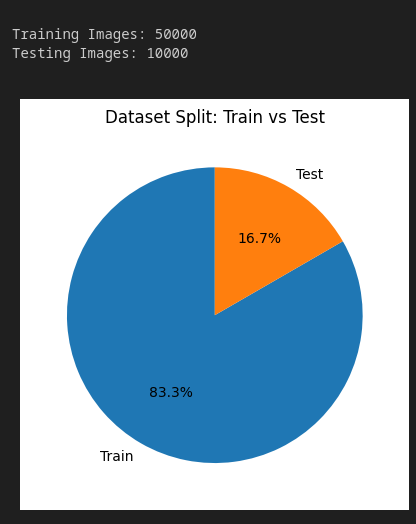 Training Images: 50000
Testing Images: 10000
Dataset Split: Train vs Test
Test
16.7%
83.3%
Train